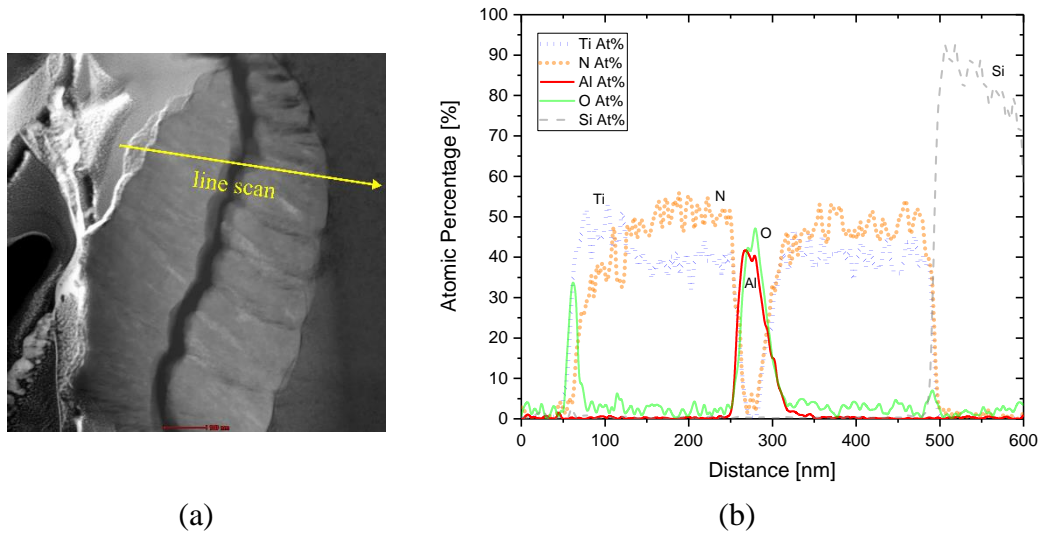 line scan
100
90
80
70
60
50
40
30
20
10
0
Atomic Percentage [%]
Ti At%
N At%
Al At%
O At%
Si At%
Ti
N
O
Al
Si
0 100 200 300 400 500 600
Distance [nm]
(a)
(b)